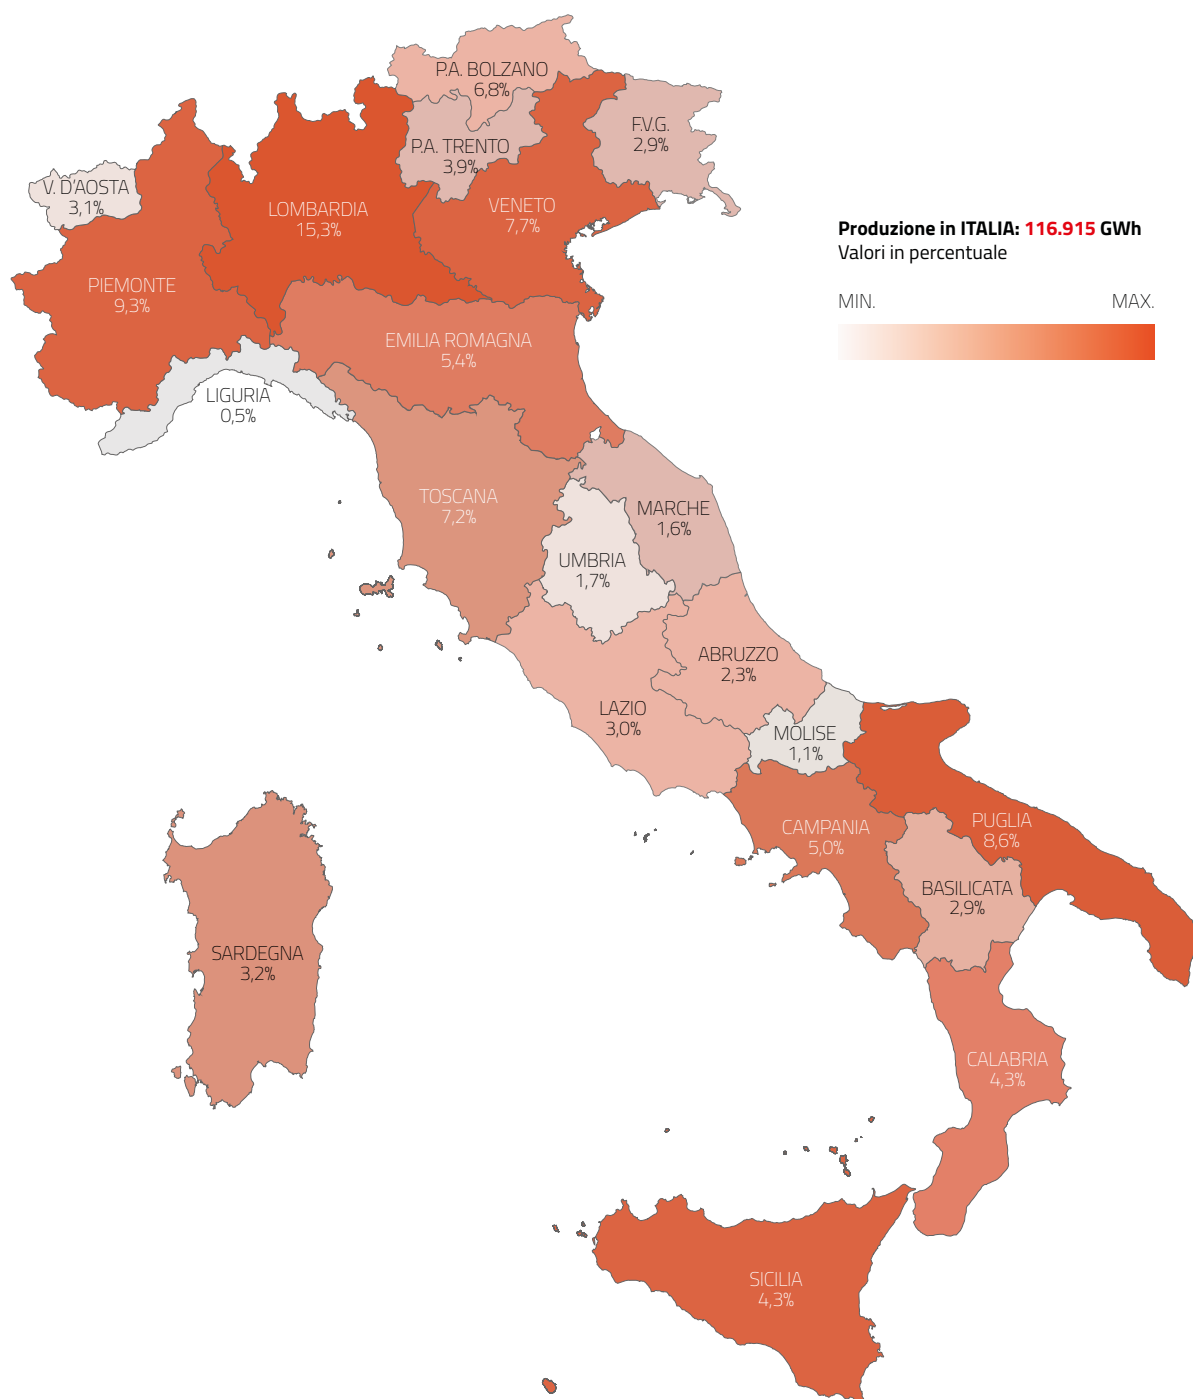 P.A. BOLZANO
6,8%
F.V.G.
2,9%
P.A. TRENTO
3,9%
V. D'AOSTA
3,1%
LOMBARDIA
15,3%
VENETO
7,7%
Produzione in ITALIA: 116.915 GWh
Valori in percentuale
MIN. MAX.
PIEMONTE
9,3%
EMILIA ROMAGNA
5,4%
LIGURIA
0,5%
TOSCANA
7,2%
MARCHE
1,6%
UMBRIA
1,7%
ABRUZZO
2,3%
LAZIO
3,0%
MOLISE
1,1%
CAMPANIA
5,0%
PUGLIA
8,6%
BASILICATA
2,9%
SARDEGNA
3,2%
CALABRIA
4,3%
SICILIA
4,3%